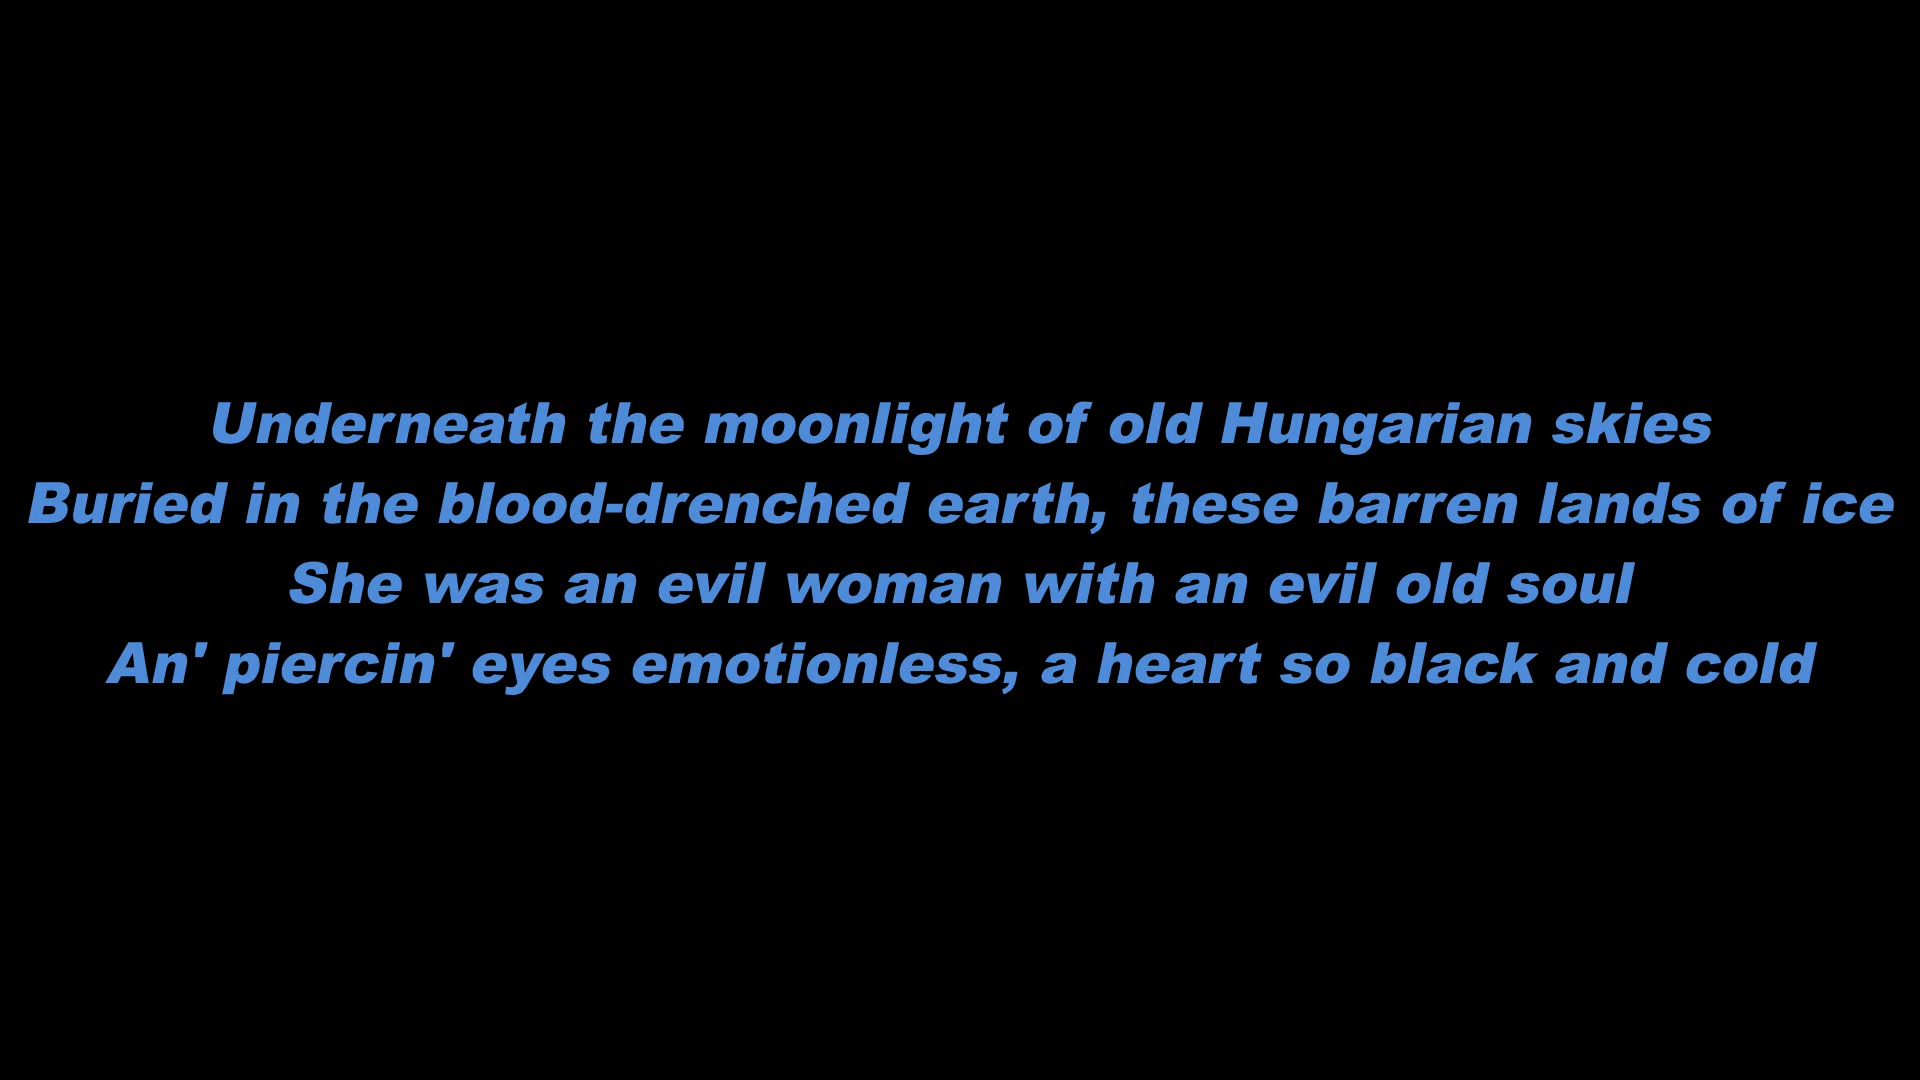 Underneath the moonlight of old Hungarian skies
Buried in the blood-drenched earth, these barren lands of ice
She was an evil woman with an evil old soul
An' piercin' eyes emotionless, a heart so black and cold